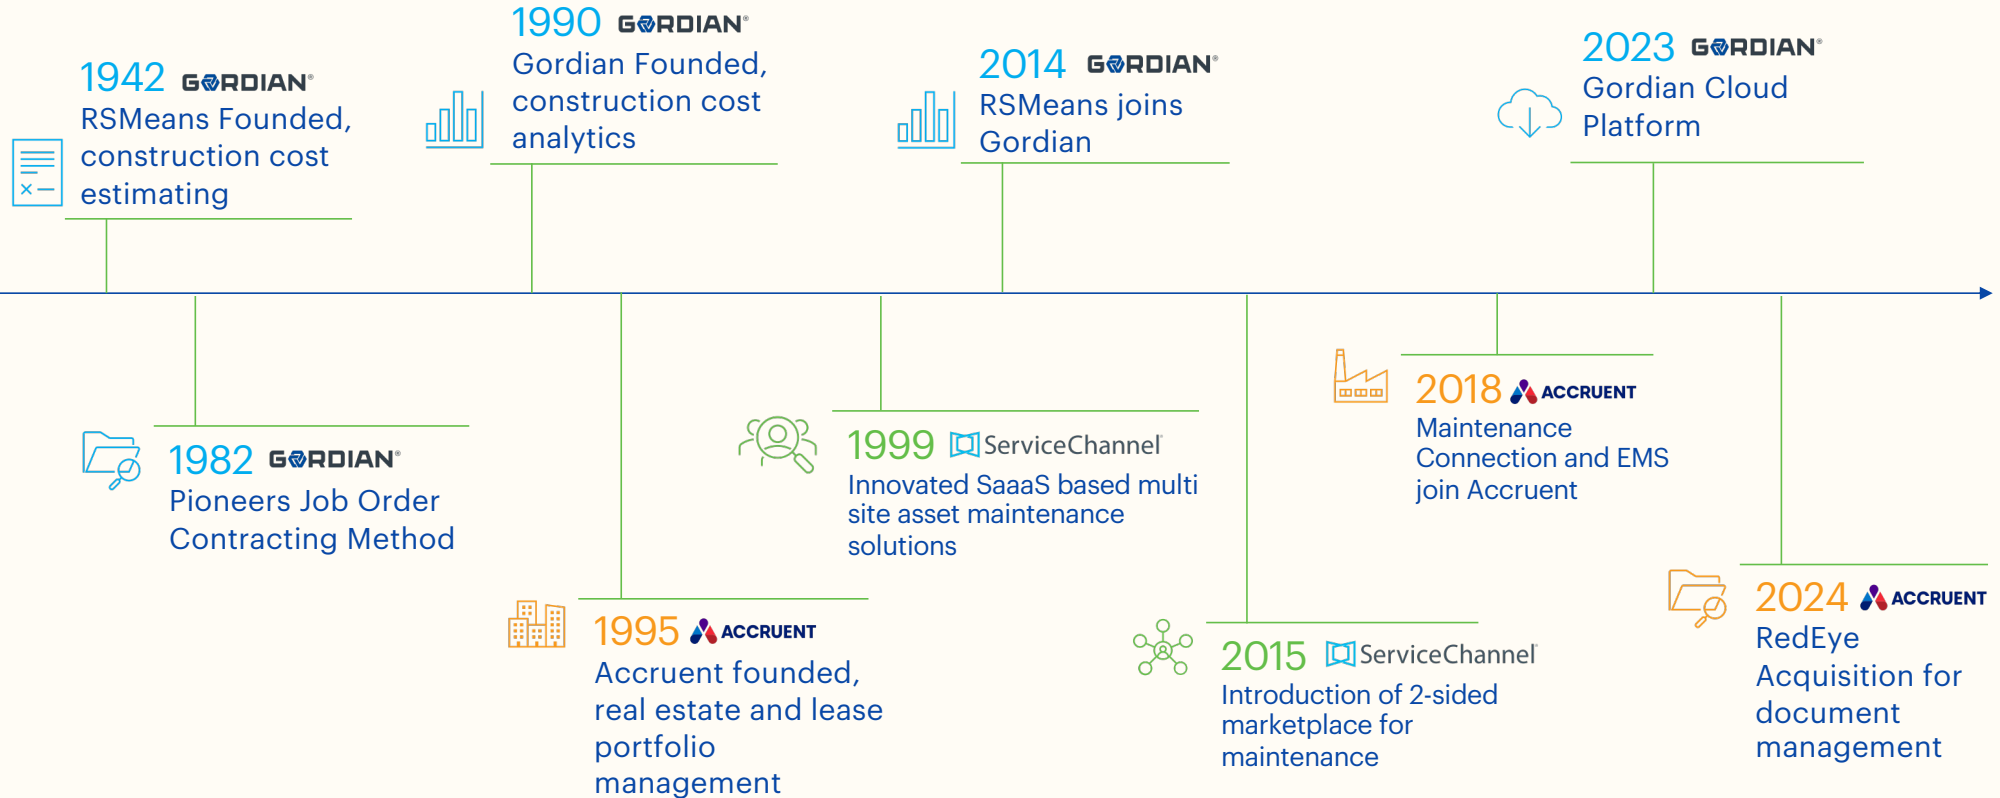 1942 GORDIAN®
RSMeans Founded,
construction cost
estimating
1982 GORDIAN®
Pioneers Job Order
Contracting Method
1990 GORDIAN®
Gordian Founded,
construction cost
analytics
1995 ACCRUENT
Accruent founded,
real estate and lease
portfolio
management
1999 ServiceChannel
Innovated SaaaS based multi
site asset maintenance
solutions
2014 GORDIAN®
RSMeans joins
Gordian
2015 ServiceChannel
Introduction of 2-sided
marketplace for
maintenance
2018 ACCRUENT
Maintenance
Connection and EMS
join Accruent
2023 GORDIAN®
Gordian Cloud
Platform
2024 ACCRUENT
RedEye
Acquisition for
document
management